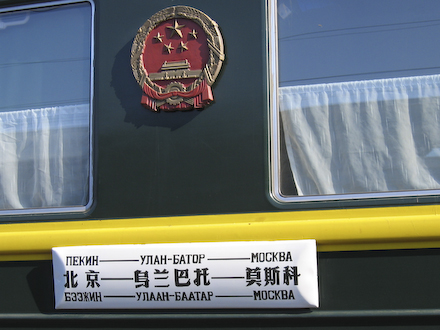 ПЕКИН—УЛАН-БАТОР—МОСКВА
北京—乌兰巴托—莫斯科
БЭЭЖИН—УЛААН-БААТАР—МОСКВА